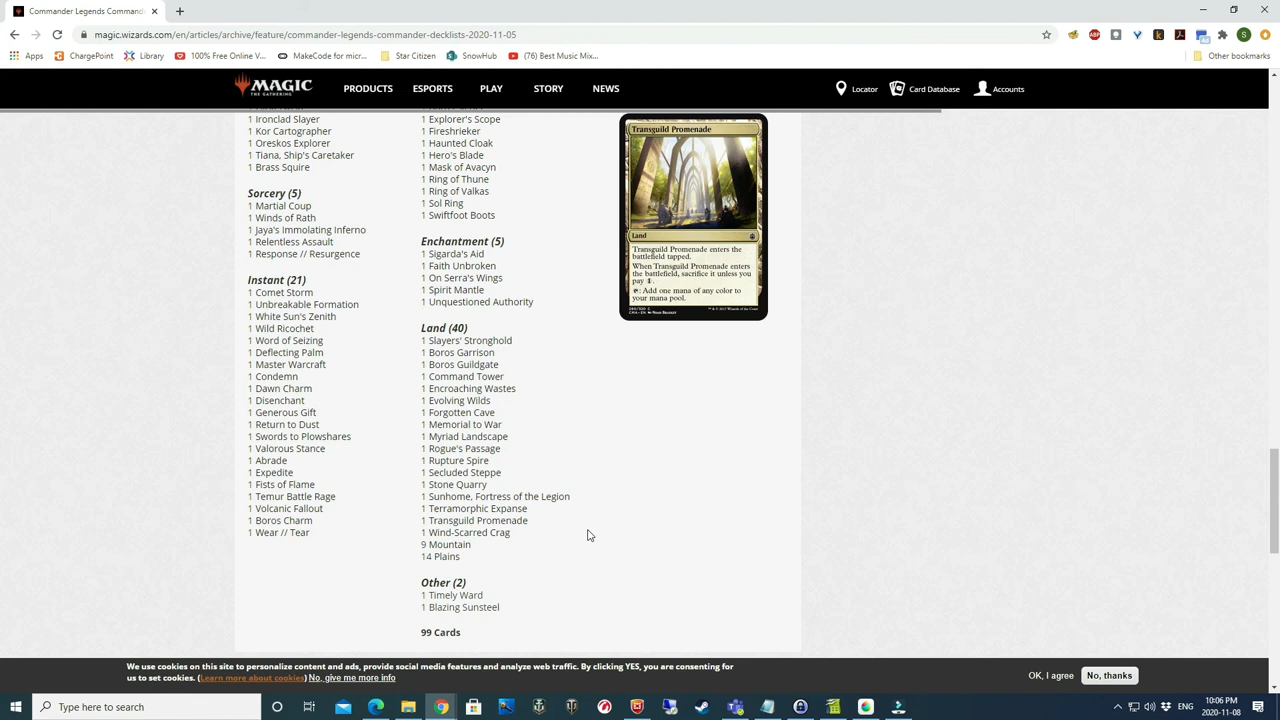 Commander Legends Command
magic.wizards.com/en/articles/archive/feature/commander-legends-commander-decklists-2020-11-05
Apps
ChargePoint
Library
100% Free Online V...
MakeCode for micr...
Star Citizen
SnowHub
(76) Best Music Mix...
Other bookmarks
MAGIC
THE GATHERING
PRODUCTS
ESPORTS
PLAY
STORY
NEWS
Locator
Card Database
Accounts
1 Ironclad Slayer
1 Kor Cartographer
1 Oreskos Explorer
1 Tiana, Ship's Caretaker
1 Brass Squire
Sorcery (5)
1 Martial Coup
1 Winds of Rath
1 Jaya's Immolating Inferno
1 Relentless Assault
1 Response // Resurgence
Instant (21)
1 Comet Storm
1 Unbreakable Formation
1 White Sun's Zenith
1 Wild Ricochet
1 Word of Seizing
1 Deflecting Palm
1 Master Warcraft
1 Condemn
1 Dawn Charm
1 Disenchant
1 Generous Gift
1 Return to Dust
1 Swords to Plowshares
1 Valorous Stance
1 Abrade
1 Expedite
1 Fists of Flame
1 Temur Battle Rage
1 Volcanic Fallout
1 Boros Charm
1 Wear // Tear
1 Explorer's Scope
1 Fireshrieker
1 Haunted Cloak
1 Hero's Blade
1 Mask of Avacyn
1 Ring of Thune
1 Ring of Valkas
1 Sol Ring
1 Swiftfoot Boots
Enchantment (5)
1 Sigarda's Aid
1 Faith Unbroken
1 On Serra's Wings
1 Spirit Mantle
1 Unquestioned Authority
Land (40)
1 Slayers' Stronghold
1 Boros Garrison
1 Boros Guildgate
1 Command Tower
1 Encroaching Wastes
1 Evolving Wilds
1 Forgotten Cave
1 Memorial to War
1 Myriad Landscape
1 Rogue's Passage
1 Rupture Spire
1 Secluded Steppe
1 Stone Quarry
1 Sunhome, Fortress of the Legion
1 Terramorphic Expanse
1 Transguild Promenade
1 Wind-Scarred Crag
9 Mountain
14 Plains
Other (2)
1 Timely Ward
1 Blazing Sunsteel
99 Cards
Transguild Promenade
Land
Transguild Promenade enters the
battlefield tapped.
When Transguild Promenade enters
the battlefield, sacrifice it unless you
pay 1.
: Add one mana of any color to
your mana pool.
We use cookies on this site to personalize content and ads, provide social media features and analyze web traffic. By clicking YES, you are consenting for
us to set cookies. (Learn more about cookies) No, give me more info
OK, I agree
No, thanks
Type here to search
ENG
10:06 PM
2020-11-08